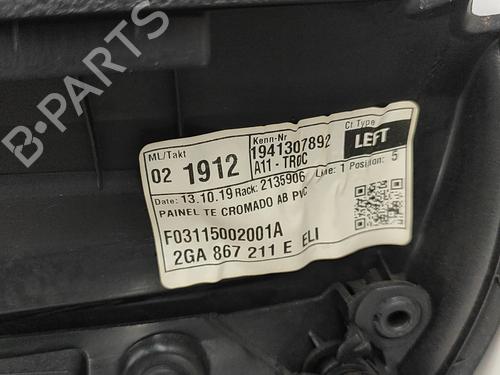 B-PARTS
ML/Takt
02 1912
Kenn-Nr
1941307892
A11-TROC
Ct.Type
LEFT
Date: 13.10.19 Rack: 2135906 Line: 1 Position: 5
PAINEL TE CROMADO AB PVC
F03115002001A
2GA 867 211 E ELI